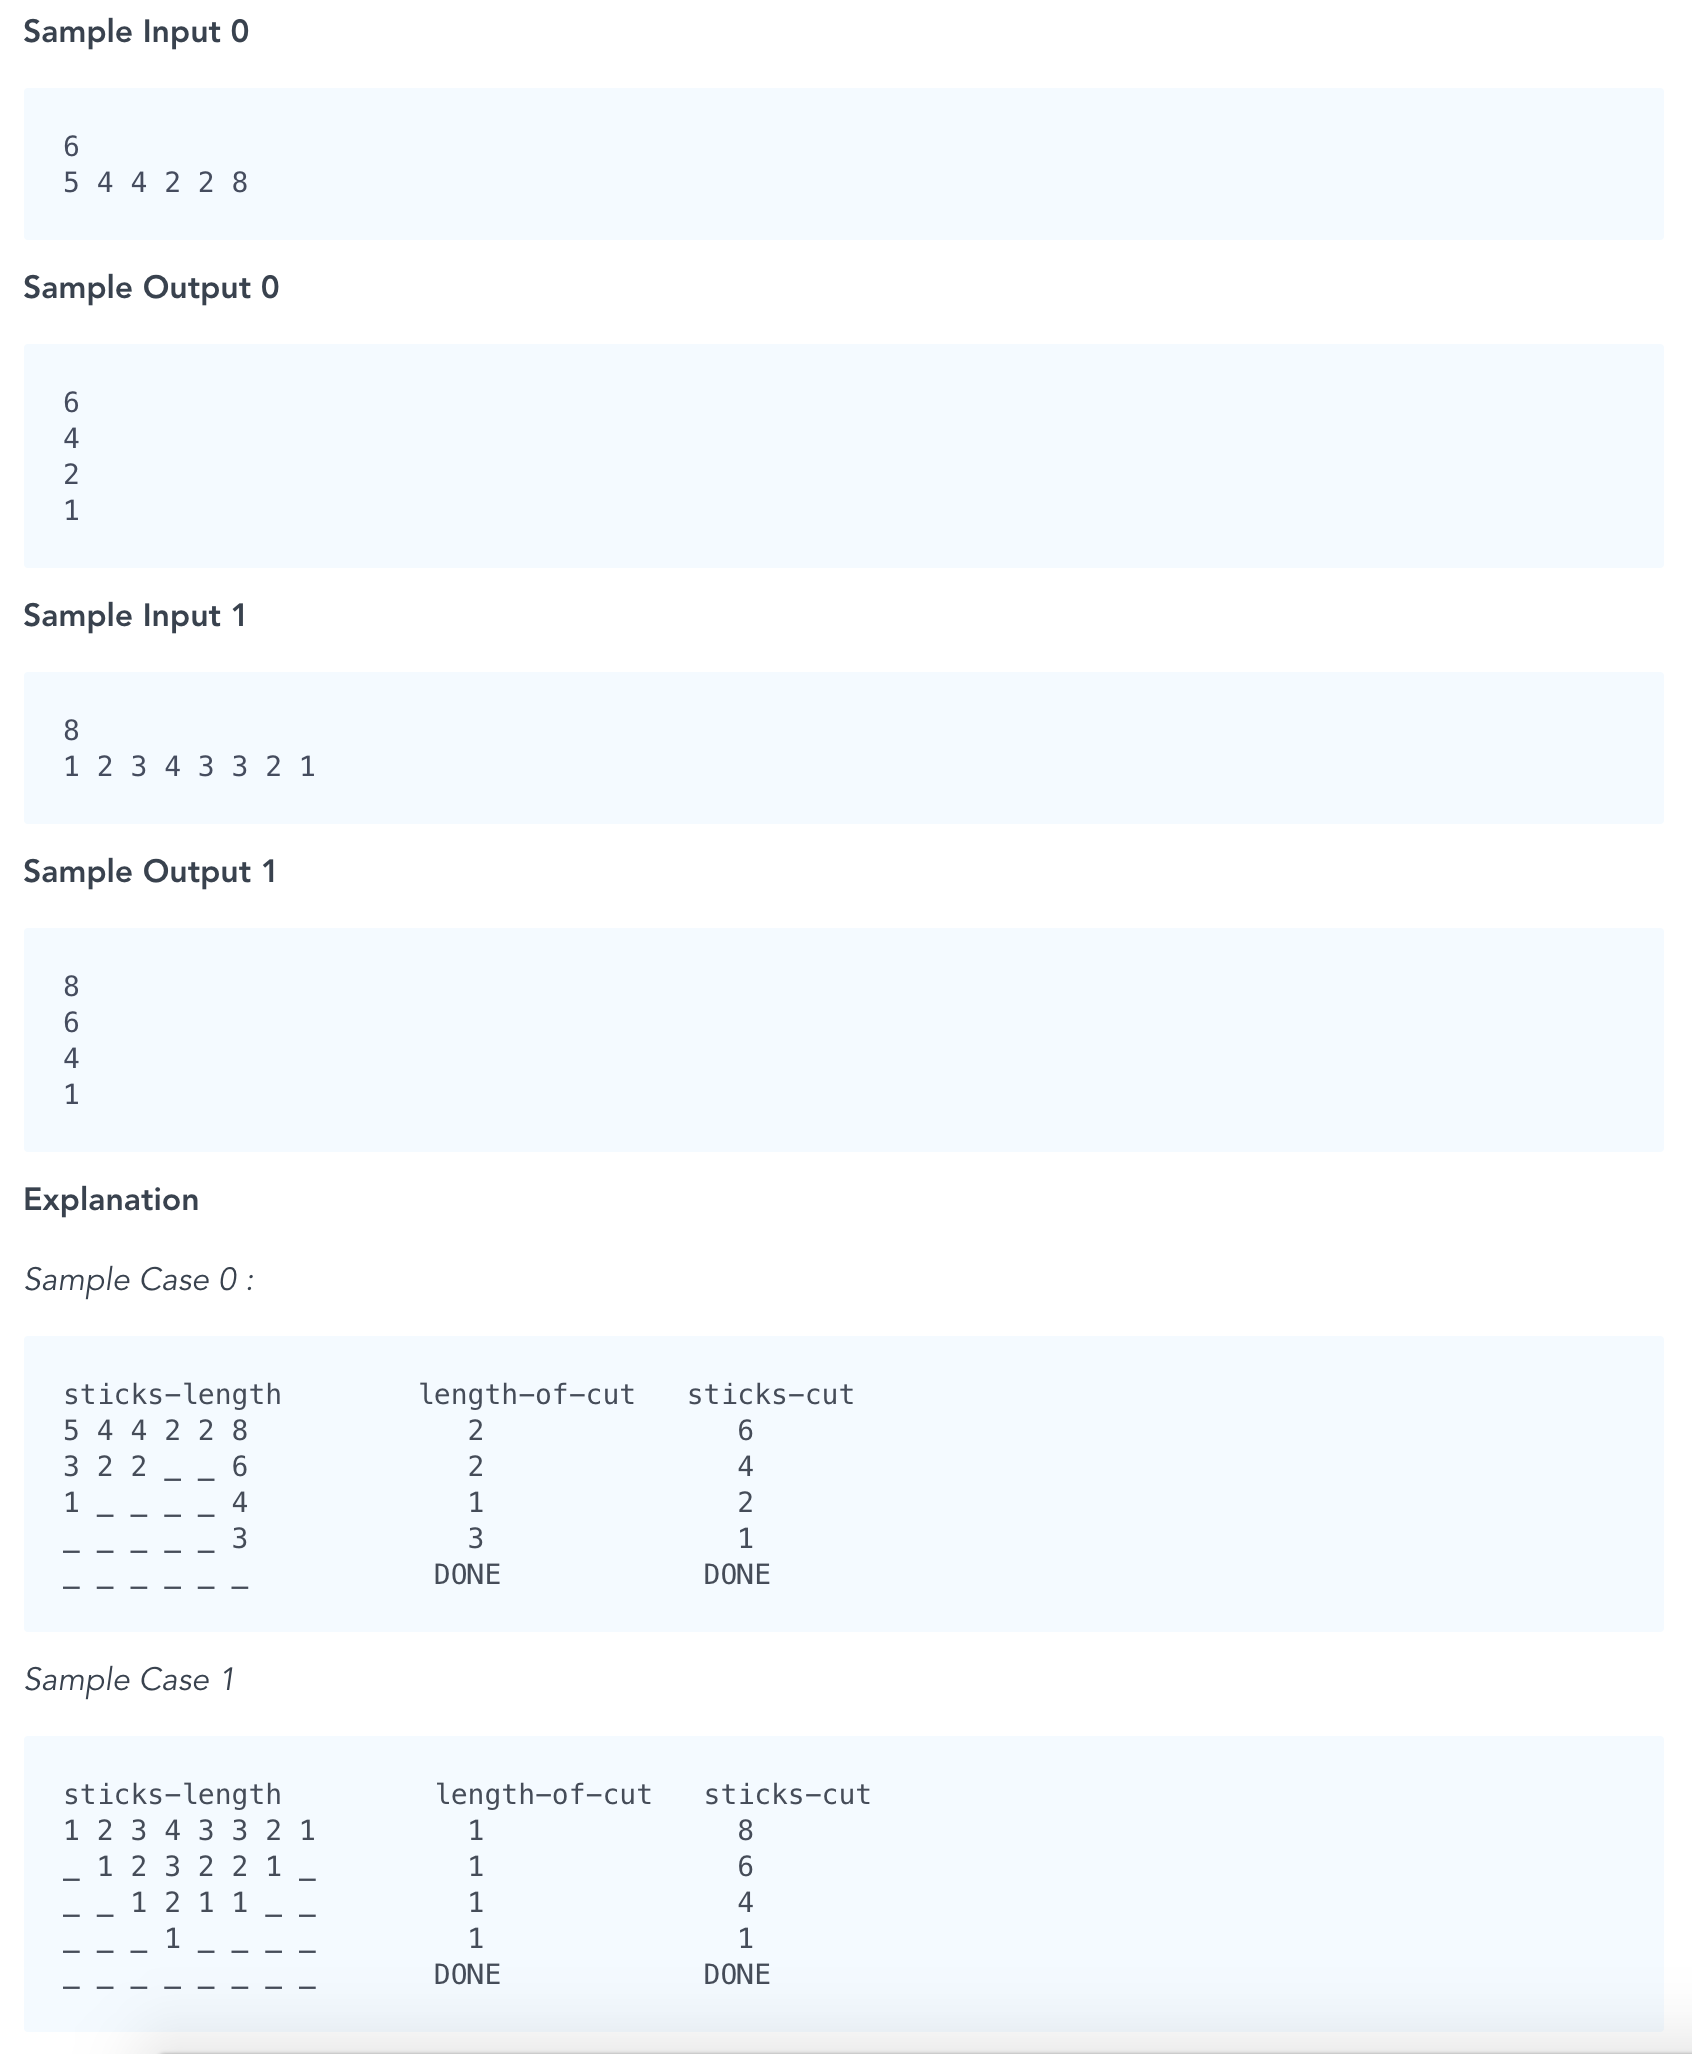 Sample Input 0
6
5 4 4 2 2 8
Sample Output 0
6
4
2
1
Sample Input 1
8
1 2 3 4 3 3 2 1
Sample Output 1
8
6
4
1
Explanation
Sample Case 0 :
sticks-length length-of-cut sticks-cut
5 4 4 2 2 8 2 6
3 2 2 _ _ 6 2 4
1 _ _ _ _ 4 1 2
_ _ _ _ _ 3 3 1
_ _ _ _ _ _ DONE DONE
Sample Case 1
sticks-length length-of-cut sticks-cut
1 2 3 4 3 3 2 1 1 8
_ 1 2 3 2 2 1 _ 1 6
_ _ 1 2 1 1 _ _ 1 4
_ _ _ 1 _ _ _ _ 1 1
_ _ _ _ _ _ _ _ DONE DONE